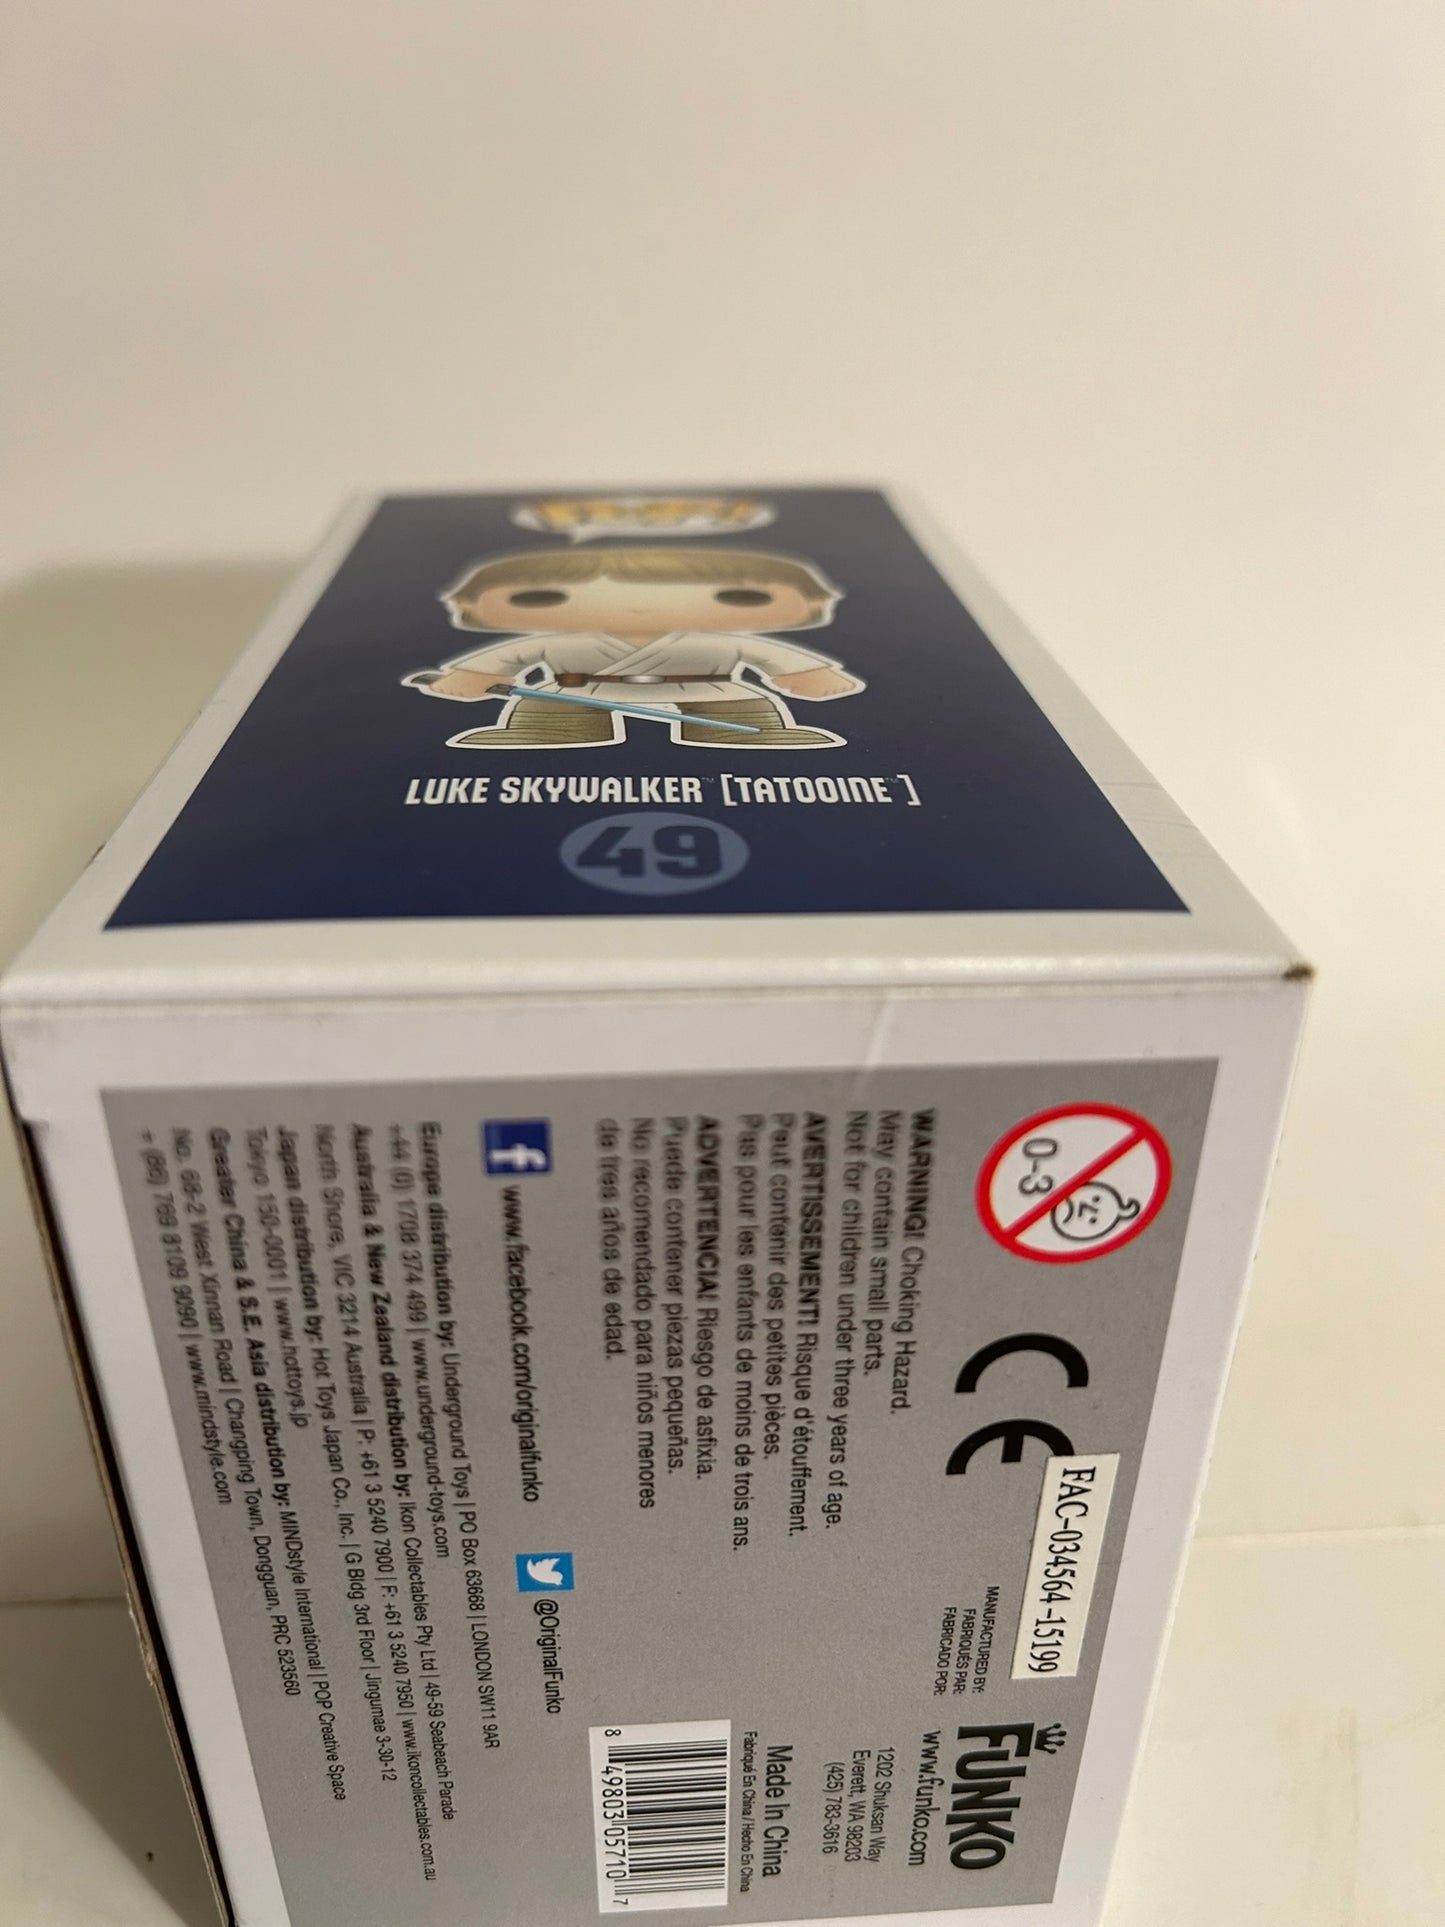 LUKE SKYWALKER™ [TATOOINE™]
49
0-3
CE
FAC-034564-15199
WARNING! Choking Hazard.
May contain small parts.
Not for children under three years of age.
AVERTISSEMENT! Risque d'étouffement.
Peut contenir des petites pièces.
Pas pour les enfants de moins de trois ans.
ADVERTENCIA! Riesgo de asfixia.
Puede contener piezas pequeñas.
No recomendado para niños menores
de tres años de edad.
www.facebook.com/originalfunko
@OriginalFunko
Europe distribution by: Underground Toys | PO Box 63668 | LONDON SW11 9AR
+44 (0) 1708 374 499 | www.underground-toys.com
Australia & New Zealand distribution by: Ikon Collectables Pty Ltd | 49-59 Seabeach Parade
North Shore, VIC 3214 Australia | P: +61 3 5240 7900 | F: +61 3 5240 7950 | www.ikoncollectables.com.au
Japan distribution by: Hot Toys Japan Co., Inc. | G Bldg 3rd Floor | Jingumae 3-30-12
Tokyo 150-0001 | www.hottoys.jp
Greater China & S.E. Asia distribution by: MINDstyle International | POP Creative Space
No. 68-2 West Xinnan Road | Changping Town, Dongguan, PRC 523560
+ (86) 769 8109 9090 | www.mindstyle.com
MANUFACTURED BY:
FABRIQUÉS PAR:
FABRICADO POR:
FUNKO
www.funko.com
1202 Shuksan Way
Everett, WA 98203
(425) 783-3616
Made In China
Fabriqué En China / Hecho En China
8 49803 05710 7